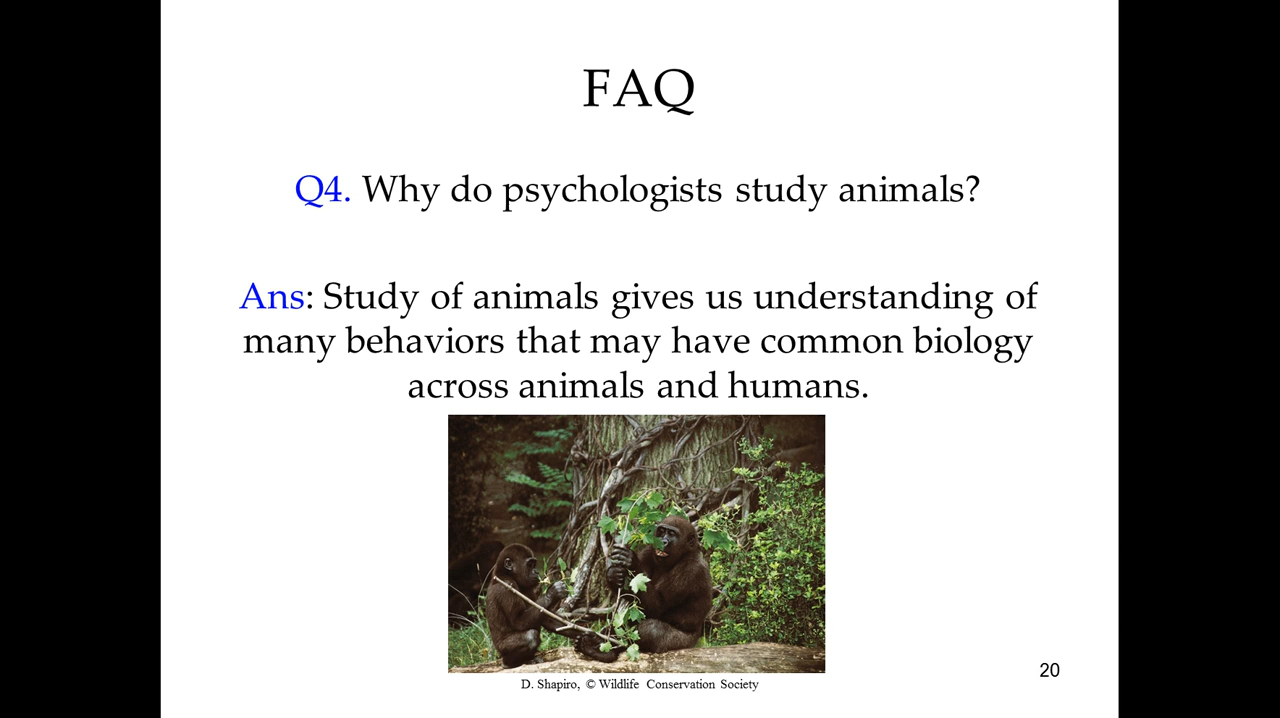 FAQ
Q4. Why do psychologists study animals?
Ans: Study of animals gives us understanding of
many behaviors that may have common biology
across animals and humans.
D. Shapiro, © Wildlife Conservation Society
20